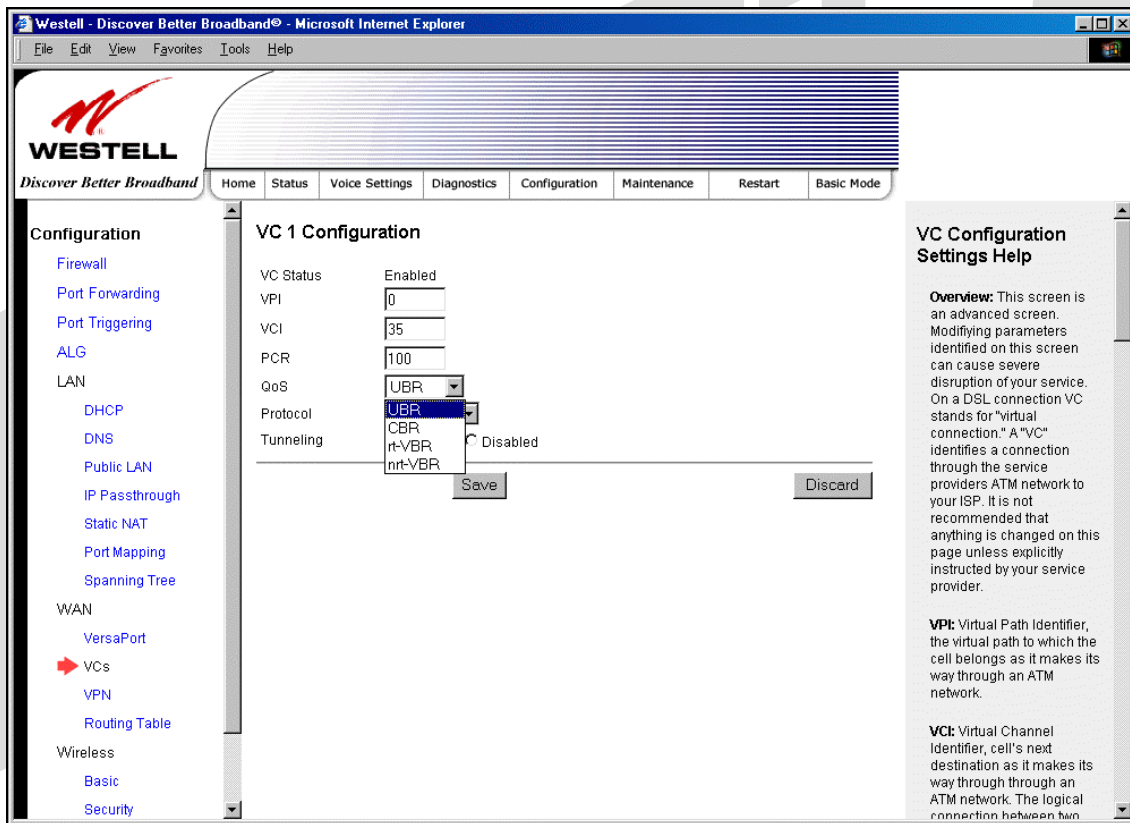 Westell - Discover Better Broadband® - Microsoft Internet Explorer
File Edit View Favorites Tools Help
WESTELL
Discover Better Broadband
Home Status Voice Settings Diagnostics Configuration Maintenance Restart Basic Mode
Configuration
Firewall
Port Forwarding
Port Triggering
ALG
LAN
DHCP
DNS
Public LAN
IP Passthrough
Static NAT
Port Mapping
Spanning Tree
WAN
VersaPort
VCs
VPN
Routing Table
Wireless
Basic
Security
VC 1 Configuration
VC Status Enabled
VPI 0
VCI 35
PCR 100
QoS UBR
UBR
CBR
rt-VBR
nrt-VBR
Protocol
Tunneling Disabled
Save Discard
VC Configuration
Settings Help
Overview: This screen is
an advanced screen.
Modifiying parameters
identified on this screen
can cause severe
disruption of your service.
On a DSL connection VC
stands for "virtual
connection." A "VC"
identifies a connection
through the service
providers ATM network to
your ISP. It is not
recommended that
anything is changed on this
page unless explicitly
instructed by your service
provider.
VPI: Virtual Path Identifier,
the virtual path to which the
cell belongs as it makes its
way through an ATM
network.
VCI: Virtual Channel
Identifier, cell's next
destination as it makes its
way through through an
ATM network. The logical
connection between two